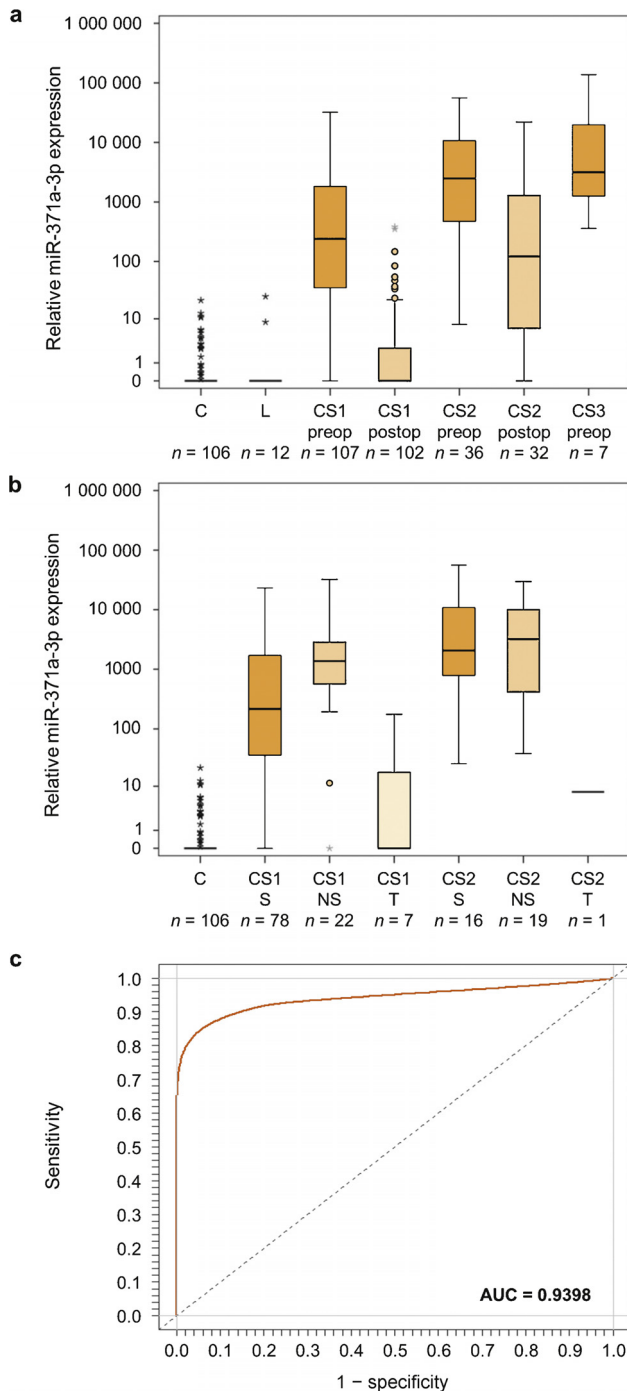 a
1 000 000
100 000
10 000
1000
100
10
1
0
Relative miR-371a-3p expression
C L CS1 CS1 CS2 CS2 CS3
preop postop preop postop preop
n = 106 n = 12 n = 107 n = 102 n = 36 n = 32 n = 7
b
1 000 000
100 000
10 000
1000
100
10
1
0
Relative miR-371a-3p expression
C CS1 CS1 CS1 CS2 CS2 CS2
S NS T S NS T
n = 106 n = 78 n = 22 n = 7 n = 16 n = 19 n = 1
c
1.0
0.9
0.8
0.7
0.6
0.5
0.4
0.3
0.2
0.1
0.0
Sensitivity
AUC = 0.9398
0.0 0.1 0.2 0.3 0.4 0.5 0.6 0.7 0.8 0.9 1.0
1 − specificity